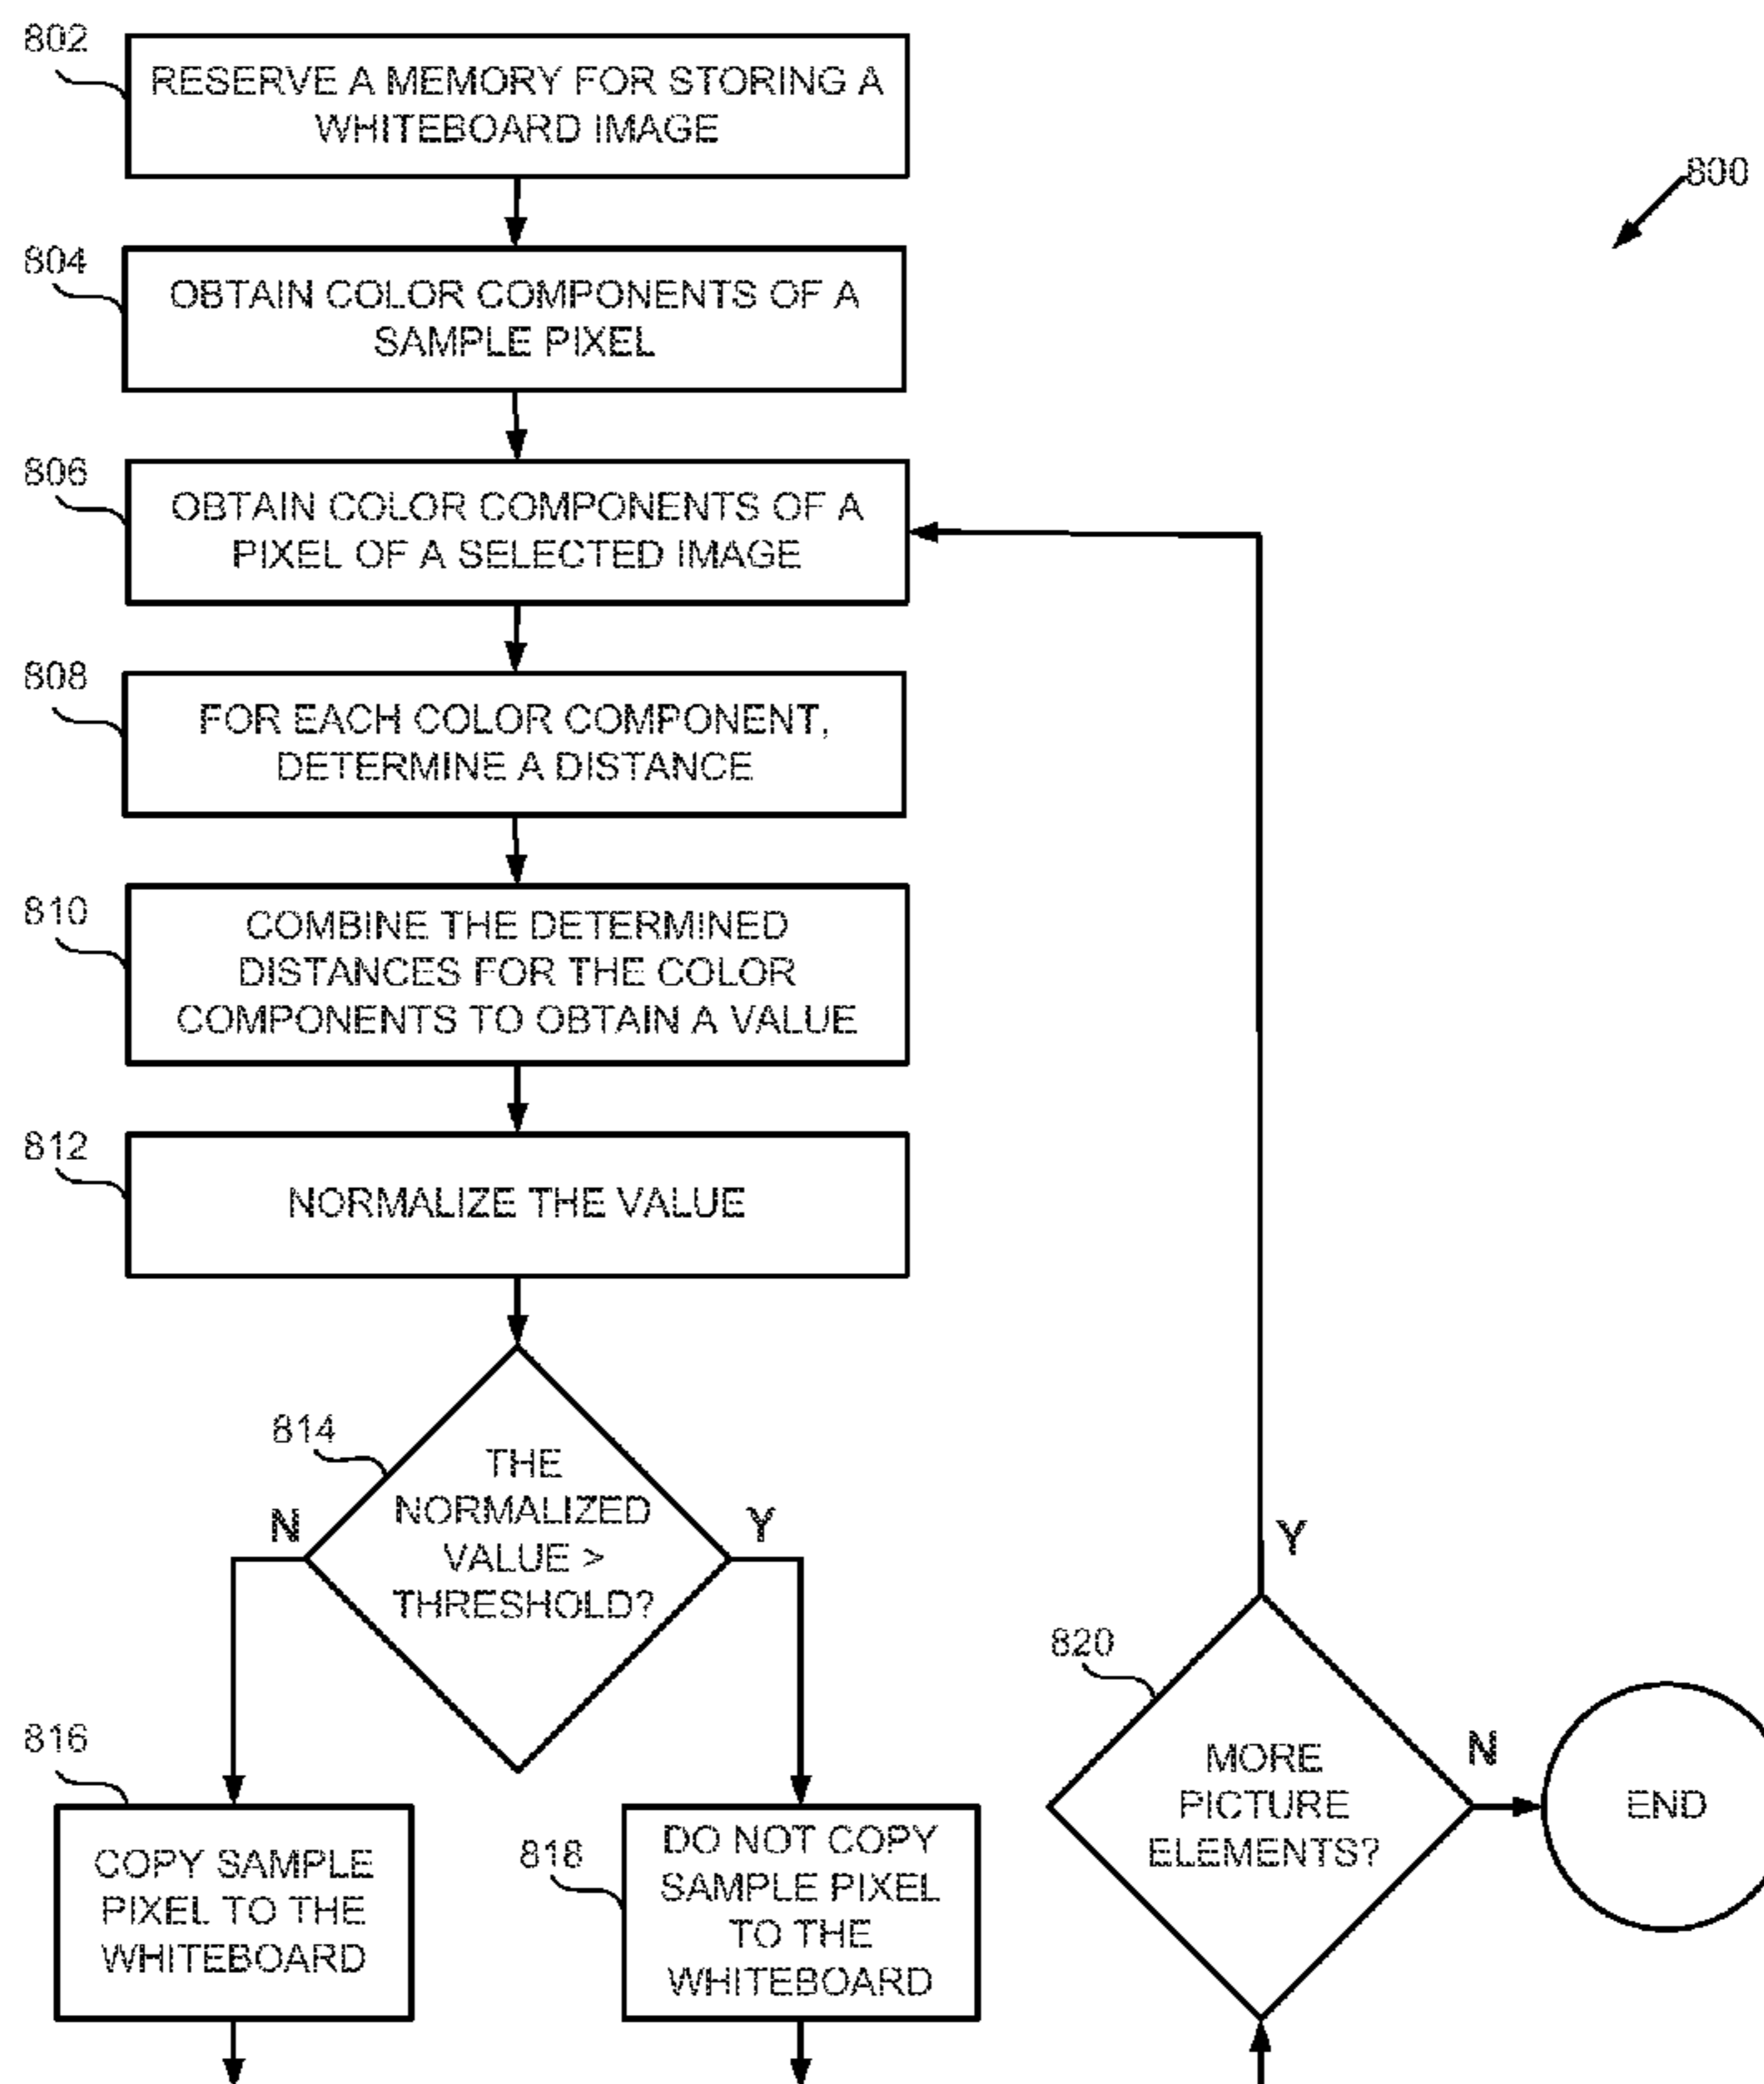 802
RESERVE A MEMORY FOR STORING A
WHITEBOARD IMAGE
800
804
OBTAIN COLOR COMPONENTS OF A
SAMPLE PIXEL
806
OBTAIN COLOR COMPONENTS OF A
PIXEL OF A SELECTED IMAGE
808
FOR EACH COLOR COMPONENT,
DETERMINE A DISTANCE
810
COMBINE THE DETERMINED
DISTANCES FOR THE COLOR
COMPONENTS TO OBTAIN A VALUE
812
NORMALIZE THE VALUE
814
THE
NORMALIZED
VALUE >
THRESHOLD?
N
Y
816
COPY SAMPLE
PIXEL TO THE
WHITEBOARD
818
DO NOT COPY
SAMPLE PIXEL
TO THE
WHITEBOARD
Y
820
MORE
PICTURE
ELEMENTS?
N
END